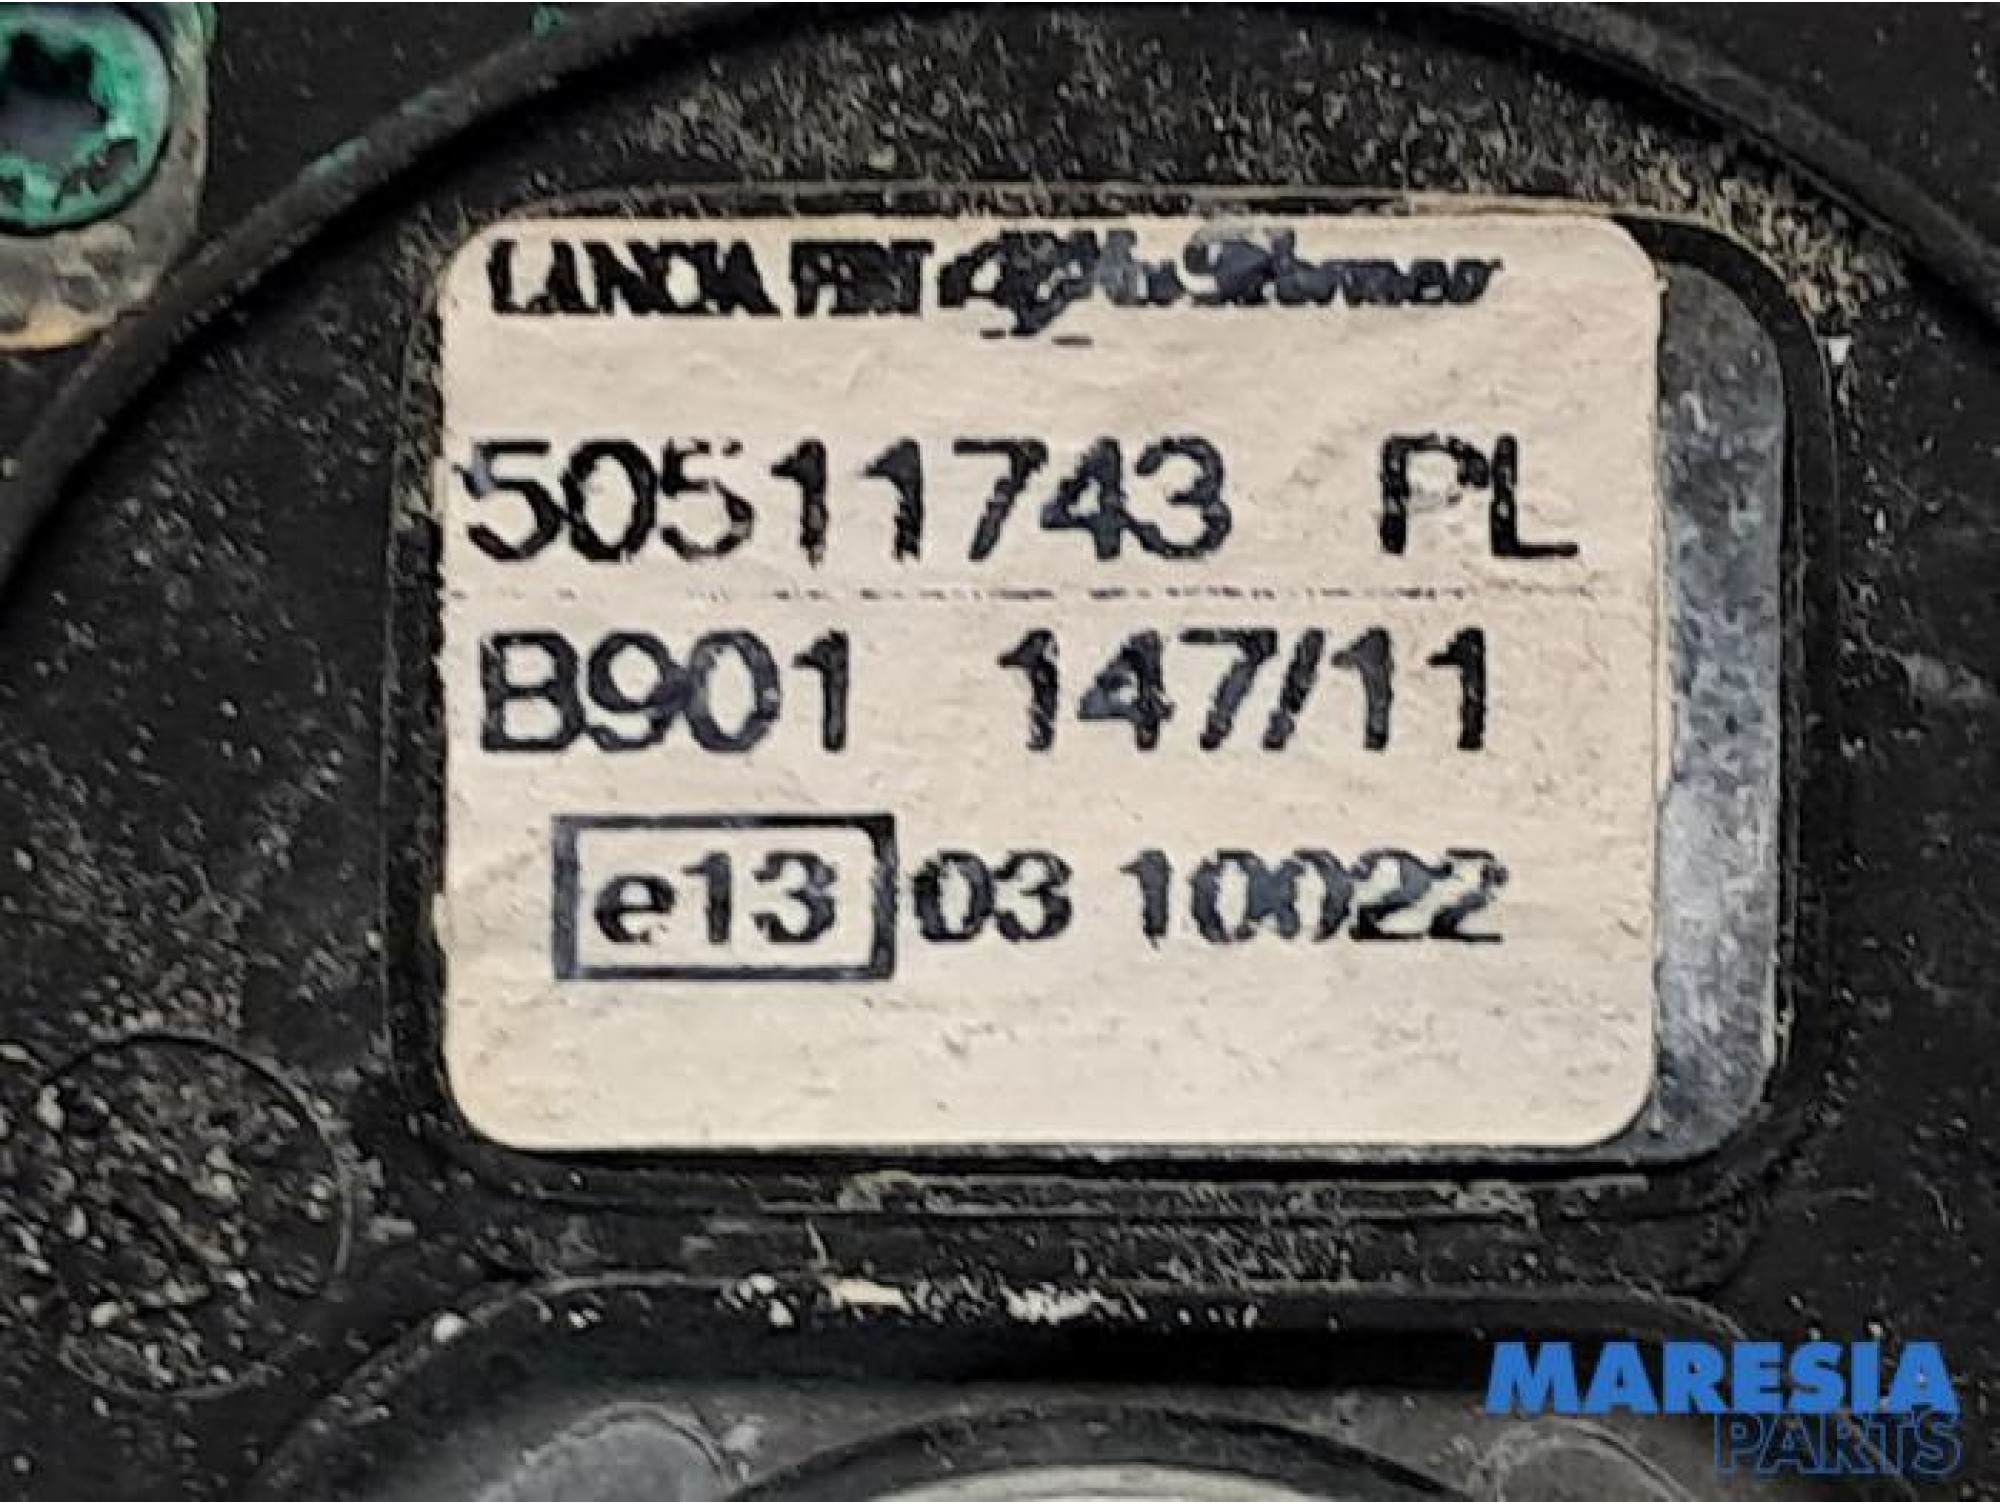 LANCIA FIAT Alfa Romeo
50511743 PL
B901 147/11
e13 03 10022
MARESIA
PARTS